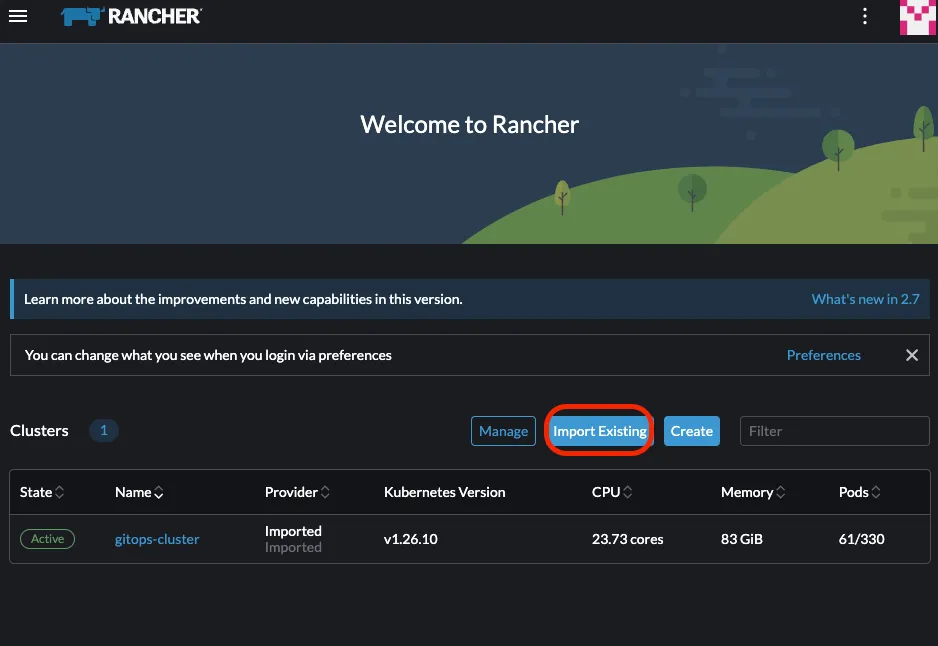 RANCHER
Welcome to Rancher
Learn more about the improvements and new capabilities in this version. What's new in 2.7
You can change what you see when you login via preferences Preferences
Clusters 1 Manage Import Existing Create Filter
State Name Provider Kubernetes Version CPU Memory Pods
Active gitops-cluster Imported v1.26.10 23.73 cores 83 GiB 61/330
Imported